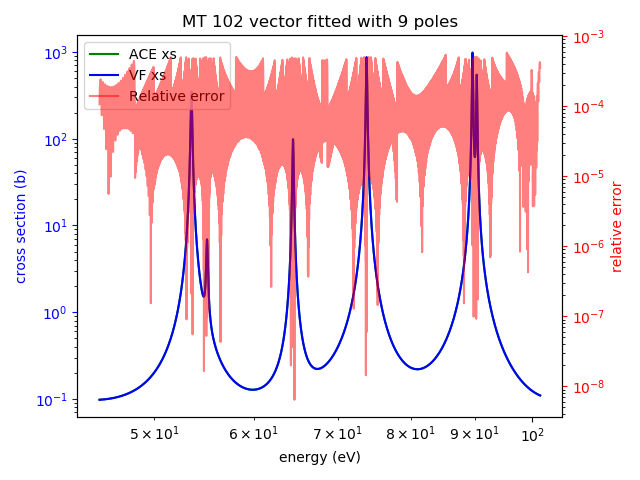 MT 102 vector fitted with 9 poles
ACE xs
VF xs
Relative error
cross section (b)
10³
10²
10¹
10⁰
10⁻¹
10⁻³
10⁻⁴
10⁻⁵
10⁻⁶
10⁻⁷
10⁻⁸
relative error
5×10¹ 6×10¹ 7×10¹ 8×10¹ 9×10¹ 10²
energy (eV)